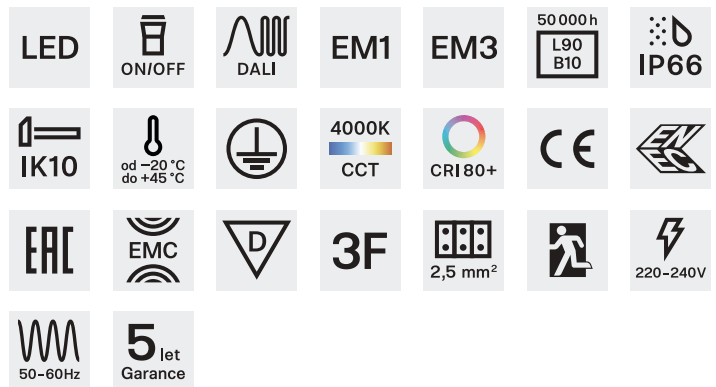 LED
ON/OFF
DALI
EM1
EM3
50 000 h
L90
B10
IP66
IK10
od –20 °C
do +45 °C
4000K
CCT
CRI 80+
CE
ENEC
EAC
EMC
D
3F
2,5 mm²
220–240V
50–60Hz
5 let
Garance